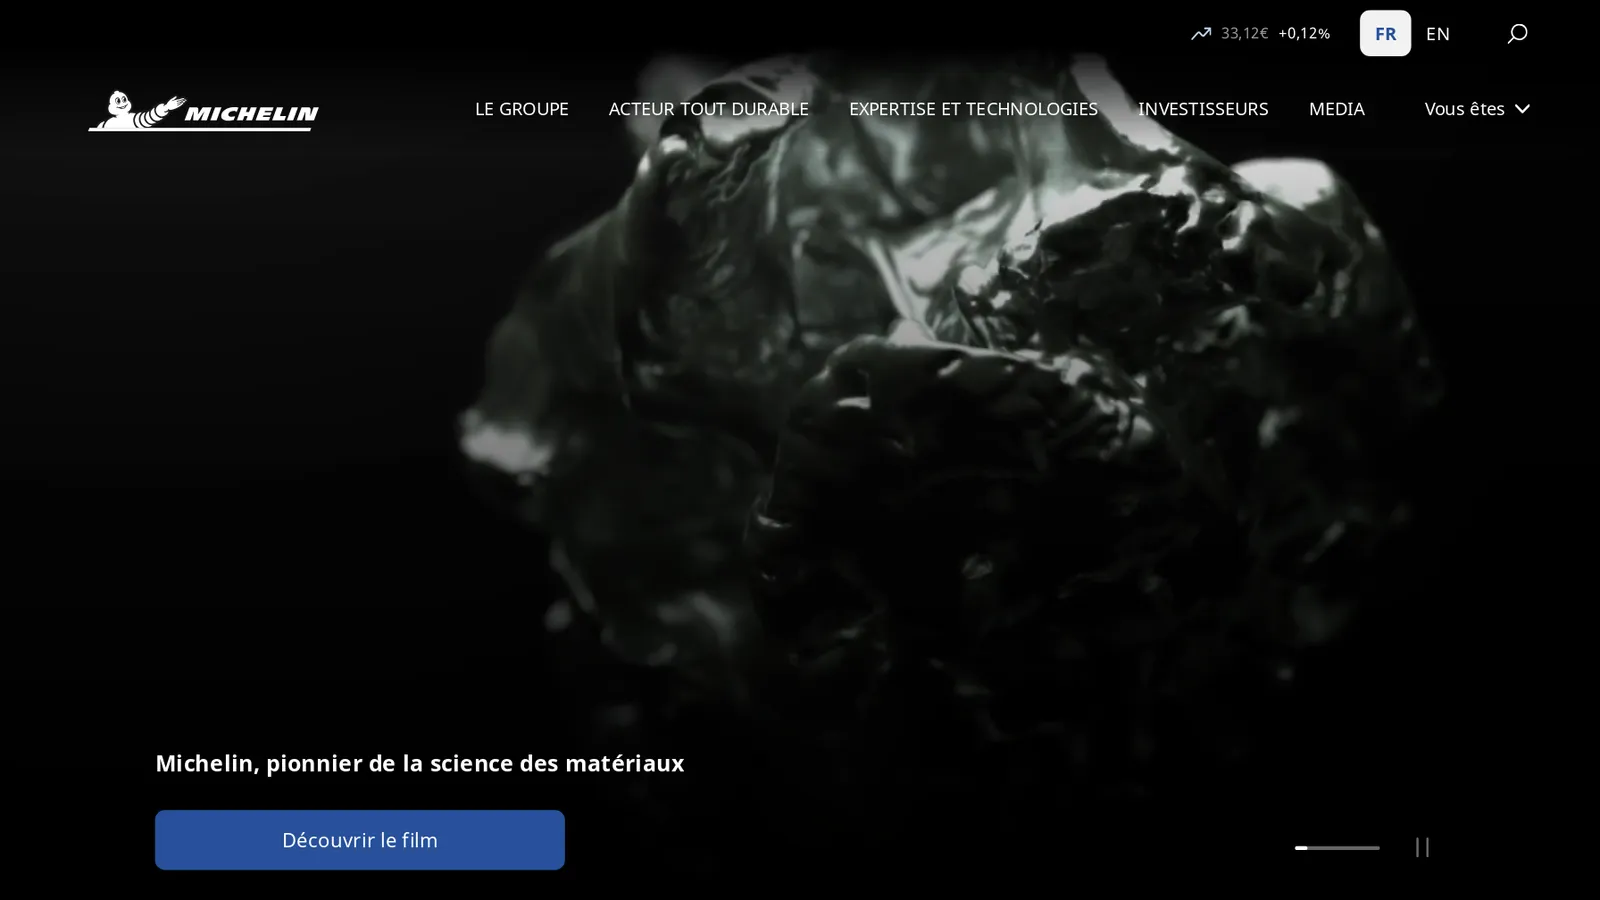 33,12€ +0,12% FR EN
MICHELIN
LE GROUPE ACTEUR TOUT DURABLE EXPERTISE ET TECHNOLOGIES INVESTISSEURS MEDIA Vous êtes
Michelin, pionnier de la science des matériaux
Découvrir le film